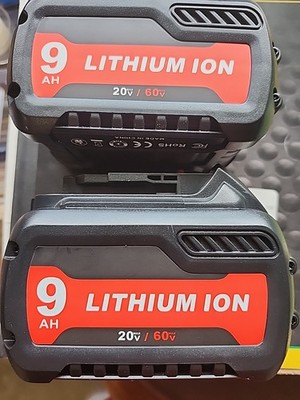 9
AH
LITHIUM ION
20V / 60V
RoHS
MADE IN CHINA
9
AH
LITHIUM ION
20V / 60V